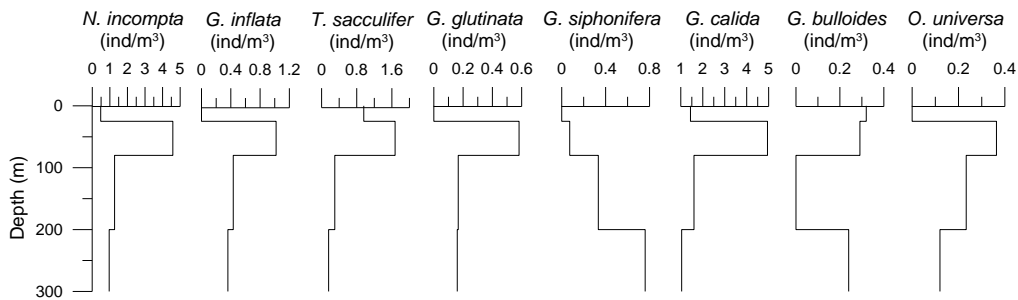 N. incompta G. inflata T. sacculifer G. glutinata G. siphonifera G. calida G. bulloides O. universa
(ind/m³) (ind/m³) (ind/m³) (ind/m³) (ind/m³) (ind/m³) (ind/m³) (ind/m³)
0 1 2 3 4 5 0 0.4 0.8 1.2 0 0.8 1.6 0 0.2 0.4 0.6 0 0.4 0.8 1 2 3 4 5 0 0.2 0.4 0 0.2 0.4
0
100
200
300
Depth (m)